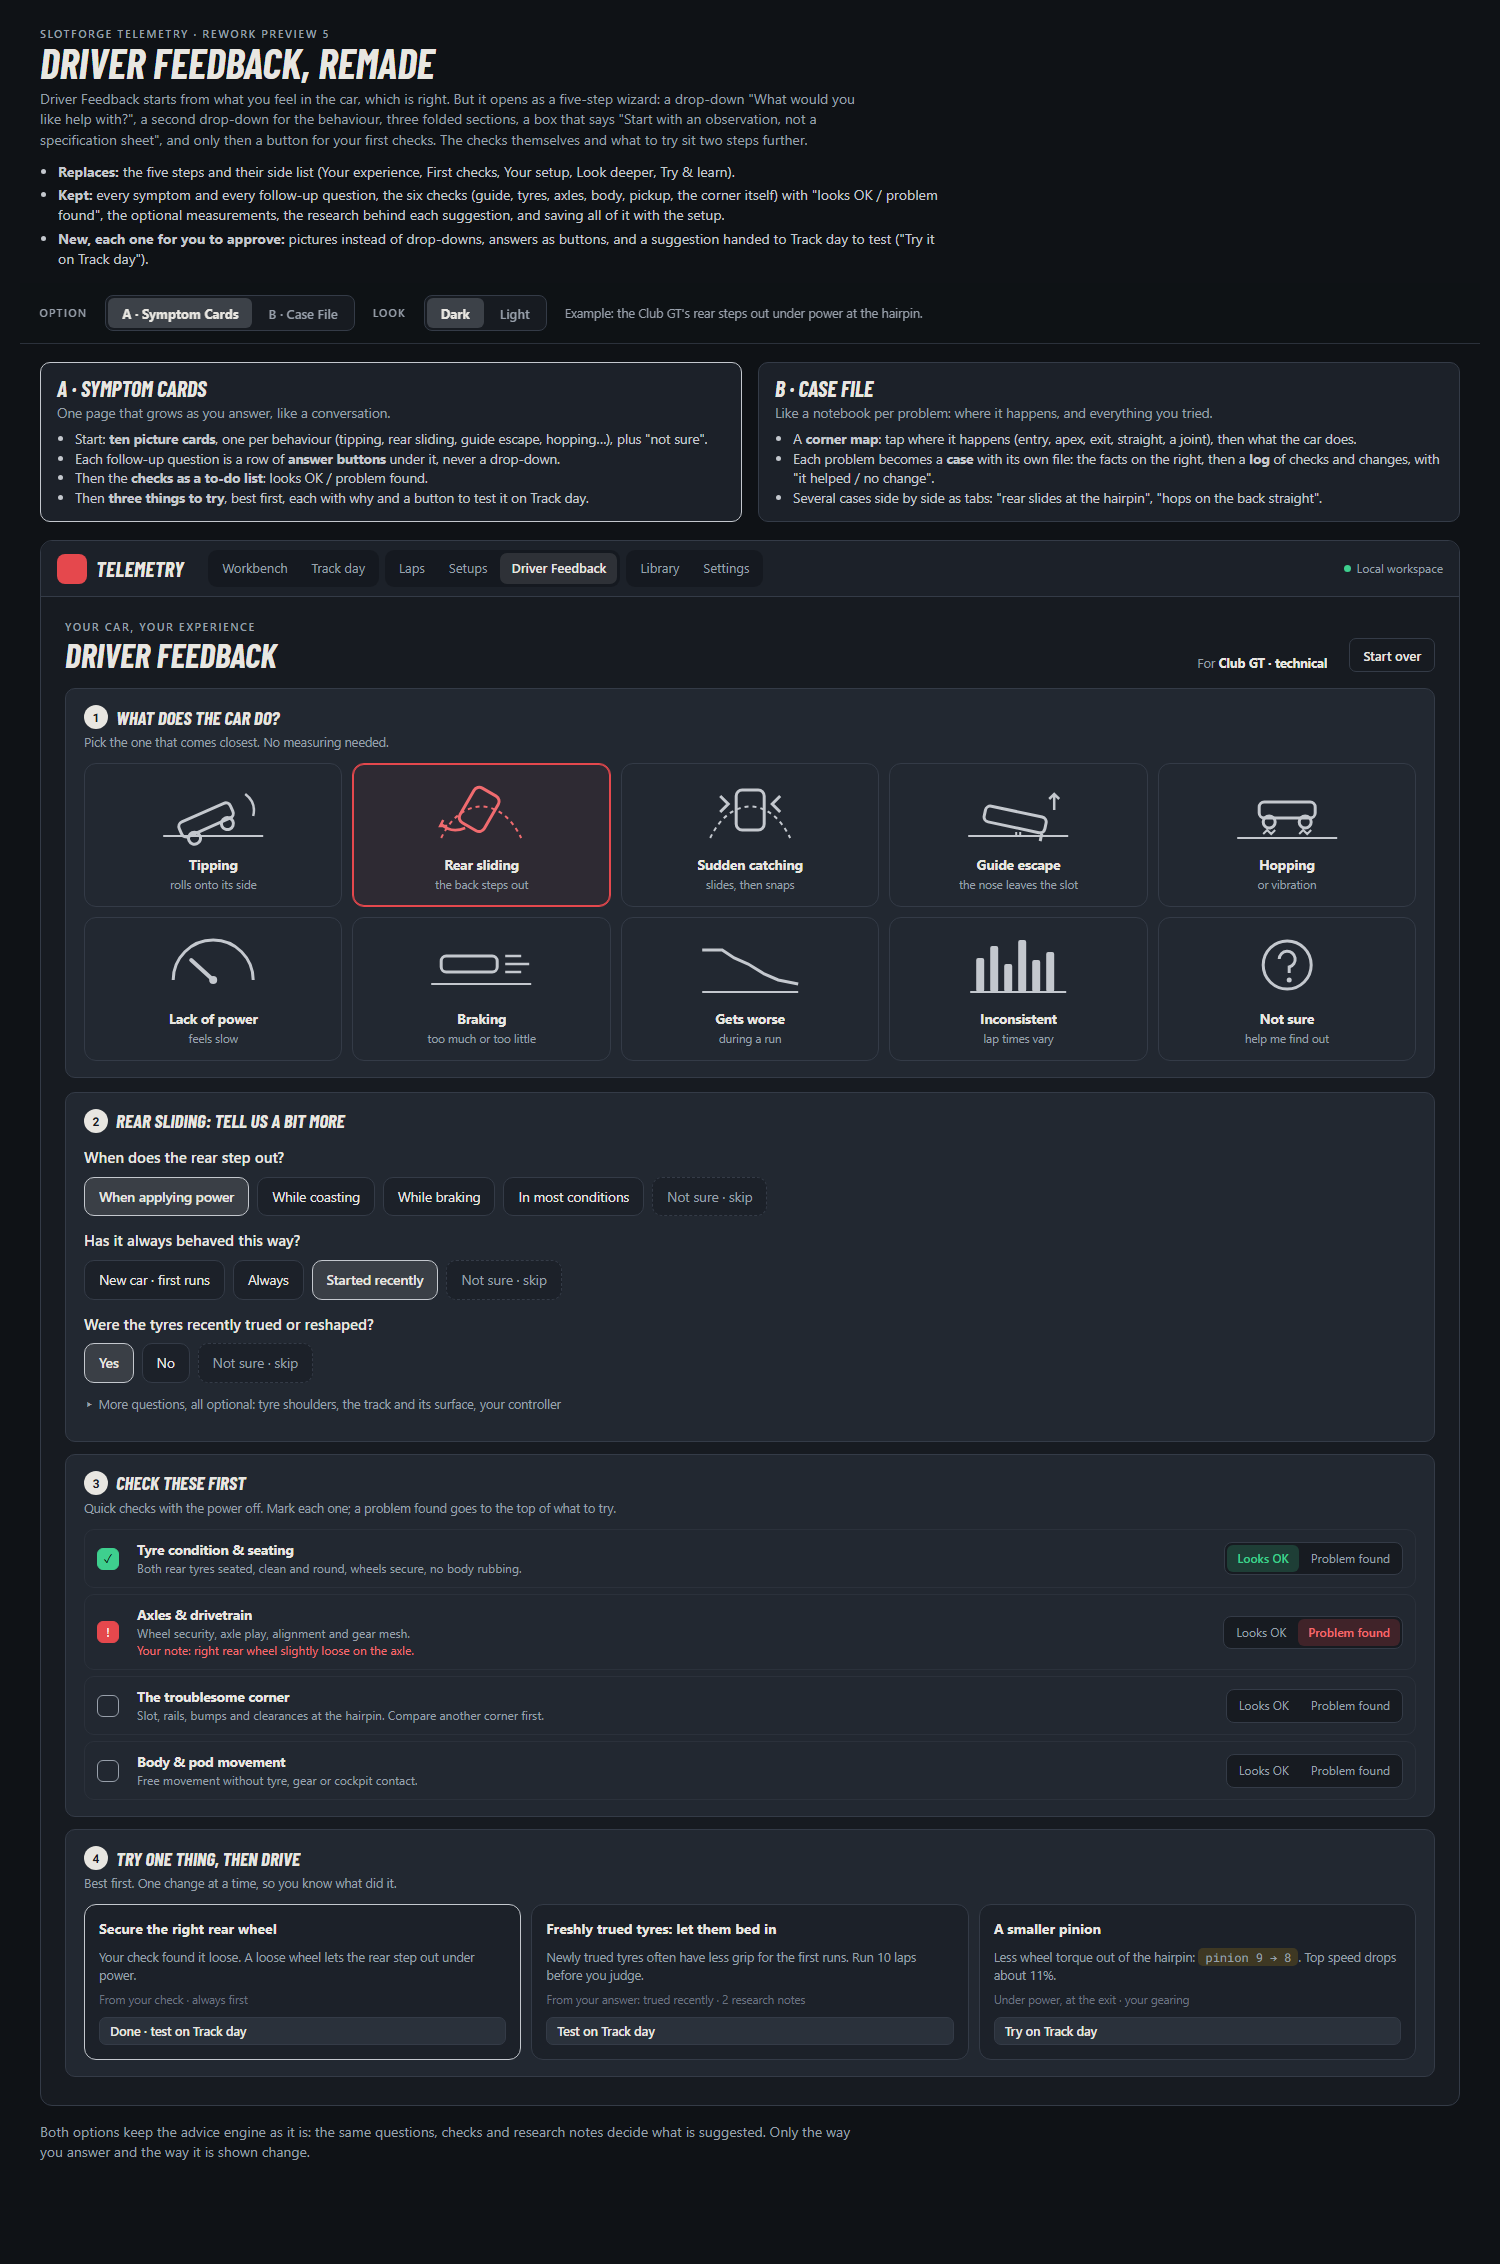 SLOTFORGE TELEMETRY · REWORK PREVIEW 5
DRIVER FEEDBACK, REMADE
Driver Feedback starts from what you feel in the car, which is right. But it opens as a five-step wizard: a drop-down "What would you
like help with?", a second drop-down for the behaviour, three folded sections, a box that says "Start with an observation, not a
specification sheet", and only then a button for your first checks. The checks themselves and what to try sit two steps further.
• Replaces: the five steps and their side list (Your experience, First checks, Your setup, Look deeper, Try & learn).
• Kept: every symptom and every follow-up question, the six checks (guide, tyres, axles, body, pickup, the corner itself) with "looks OK / problem
found", the optional measurements, the research behind each suggestion, and saving all of it with the setup.
• New, each one for you to approve: pictures instead of drop-downs, answers as buttons, and a suggestion handed to Track day to test ("Try it
on Track day").
OPTION A · Symptom Cards B · Case File LOOK Dark Light Example: the Club GT's rear steps out under power at the hairpin.
A · SYMPTOM CARDS
One page that grows as you answer, like a conversation.
• Start: ten picture cards, one per behaviour (tipping, rear sliding, guide escape, hopping...), plus "not sure".
• Each follow-up question is a row of answer buttons under it, never a drop-down.
• Then the checks as a to-do list: looks OK / problem found.
• Then three things to try, best first, each with why and a button to test it on Track day.
B · CASE FILE
Like a notebook per problem: where it happens, and everything you tried.
• A corner map: tap where it happens (entry, apex, exit, straight, a joint), then what the car does.
• Each problem becomes a case with its own file: the facts on the right, then a log of checks and changes, with
"it helped / no change".
• Several cases side by side as tabs: "rear slides at the hairpin", "hops on the back straight".
TELEMETRY Workbench Track day Laps Setups Driver Feedback Library Settings Local workspace
YOUR CAR, YOUR EXPERIENCE
DRIVER FEEDBACK
For Club GT · technical Start over
1 WHAT DOES THE CAR DO?
Pick the one that comes closest. No measuring needed.
Tipping
rolls onto its side
Rear sliding
the back steps out
Sudden catching
slides, then snaps
Guide escape
the nose leaves the slot
Hopping
or vibration
Lack of power
feels slow
Braking
too much or too little
Gets worse
during a run
Inconsistent
lap times vary
?
Not sure
help me find out
2 REAR SLIDING: TELL US A BIT MORE
When does the rear step out?
When applying power While coasting While braking In most conditions Not sure · skip
Has it always behaved this way?
New car · first runs Always Started recently Not sure · skip
Were the tyres recently trued or reshaped?
Yes No Not sure · skip
▸ More questions, all optional: tyre shoulders, the track and its surface, your controller
3 CHECK THESE FIRST
Quick checks with the power off. Mark each one; a problem found goes to the top of what to try.
✓ Tyre condition & seating
Both rear tyres seated, clean and round, wheels secure, no body rubbing.
Looks OK Problem found
! Axles & drivetrain
Wheel security, axle play, alignment and gear mesh.
Your note: right rear wheel slightly loose on the axle.
Looks OK Problem found
The troublesome corner
Slot, rails, bumps and clearances at the hairpin. Compare another corner first.
Looks OK Problem found
Body & pod movement
Free movement without tyre, gear or cockpit contact.
Looks OK Problem found
4 TRY ONE THING, THEN DRIVE
Best first. One change at a time, so you know what did it.
Secure the right rear wheel
Your check found it loose. A loose wheel lets the rear step out under
power.
From your check · always first
Done · test on Track day
Freshly trued tyres: let them bed in
Newly trued tyres often have less grip for the first runs. Run 10 laps
before you judge.
From your answer: trued recently · 2 research notes
Test on Track day
A smaller pinion
Less wheel torque out of the hairpin: pinion 9 → 8. Top speed drops
about 11%.
Under power, at the exit · your gearing
Try on Track day
Both options keep the advice engine as it is: the same questions, checks and research notes decide what is suggested. Only the way
you answer and the way it is shown change.